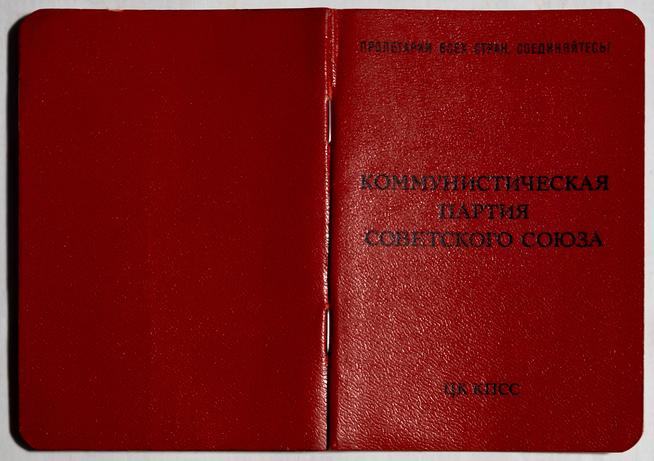 ПРОЛЕТАРИИ ВСЕХ СТРАН, СОЕДИНЯЙТЕСЬ!
КОММУНИСТИЧЕСКАЯ
ПАРТИЯ
СОВЕТСКОГО СОЮЗА
ЦК КПСС